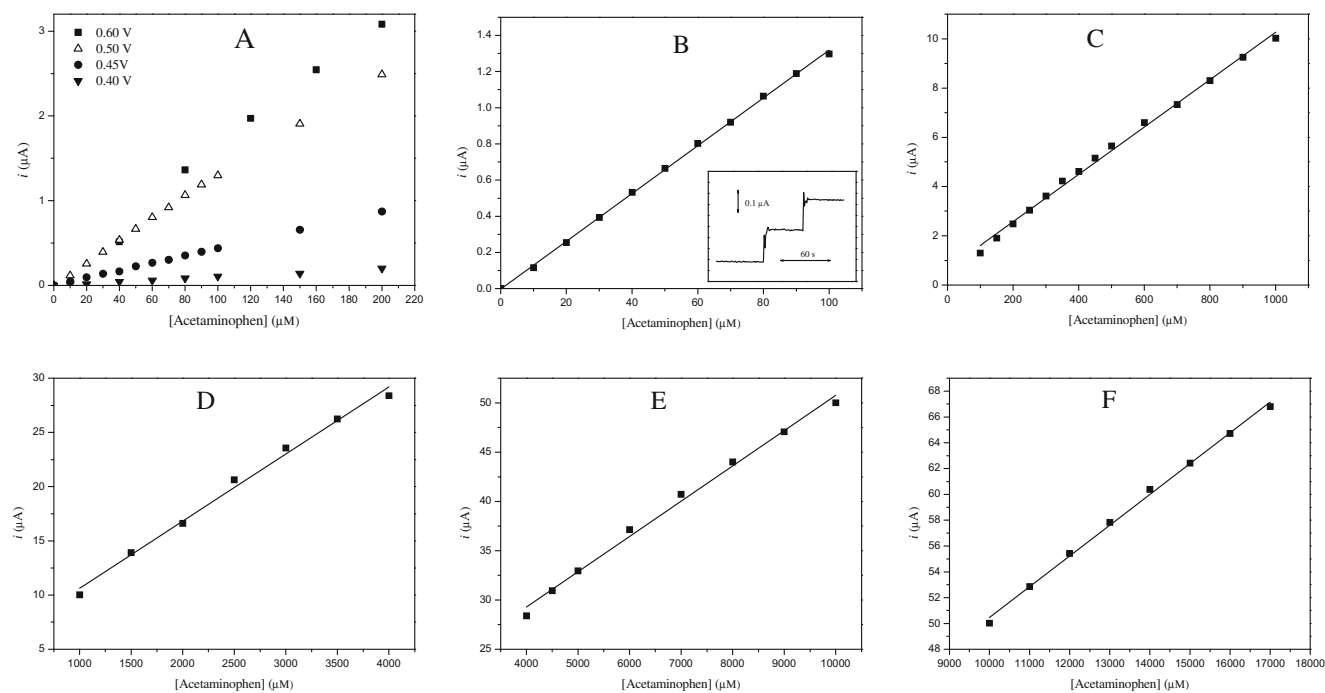 A
■ 0.60 V
△ 0.50 V
● 0.45V
▼ 0.40 V
3
2
1
0
i (µA)
0 20 40 60 80 100 120 140 160 180 200 220
[Acetaminophen] (µM)
B
1.4
1.2
1.0
0.8
0.6
0.4
0.2
0.0
i (µA)
0.1 µA
60 s
0 20 40 60 80 100
[Acetaminophen] (µM)
C
10
8
6
4
2
0
i (µA)
0 200 400 600 800 1000
[Acetaminophen] (µM)
D
30
25
20
15
10
5
i (µA)
1000 1500 2000 2500 3000 3500 4000
[Acetaminophen] (µM)
E
50
45
40
35
30
25
i (µA)
4000 5000 6000 7000 8000 9000 10000
[Acetaminophen] (µM)
F
68
66
64
62
60
58
56
54
52
50
48
i (µA)
9000 10000 11000 12000 13000 14000 15000 16000 17000 18000
[Acetaminophen] (µM)